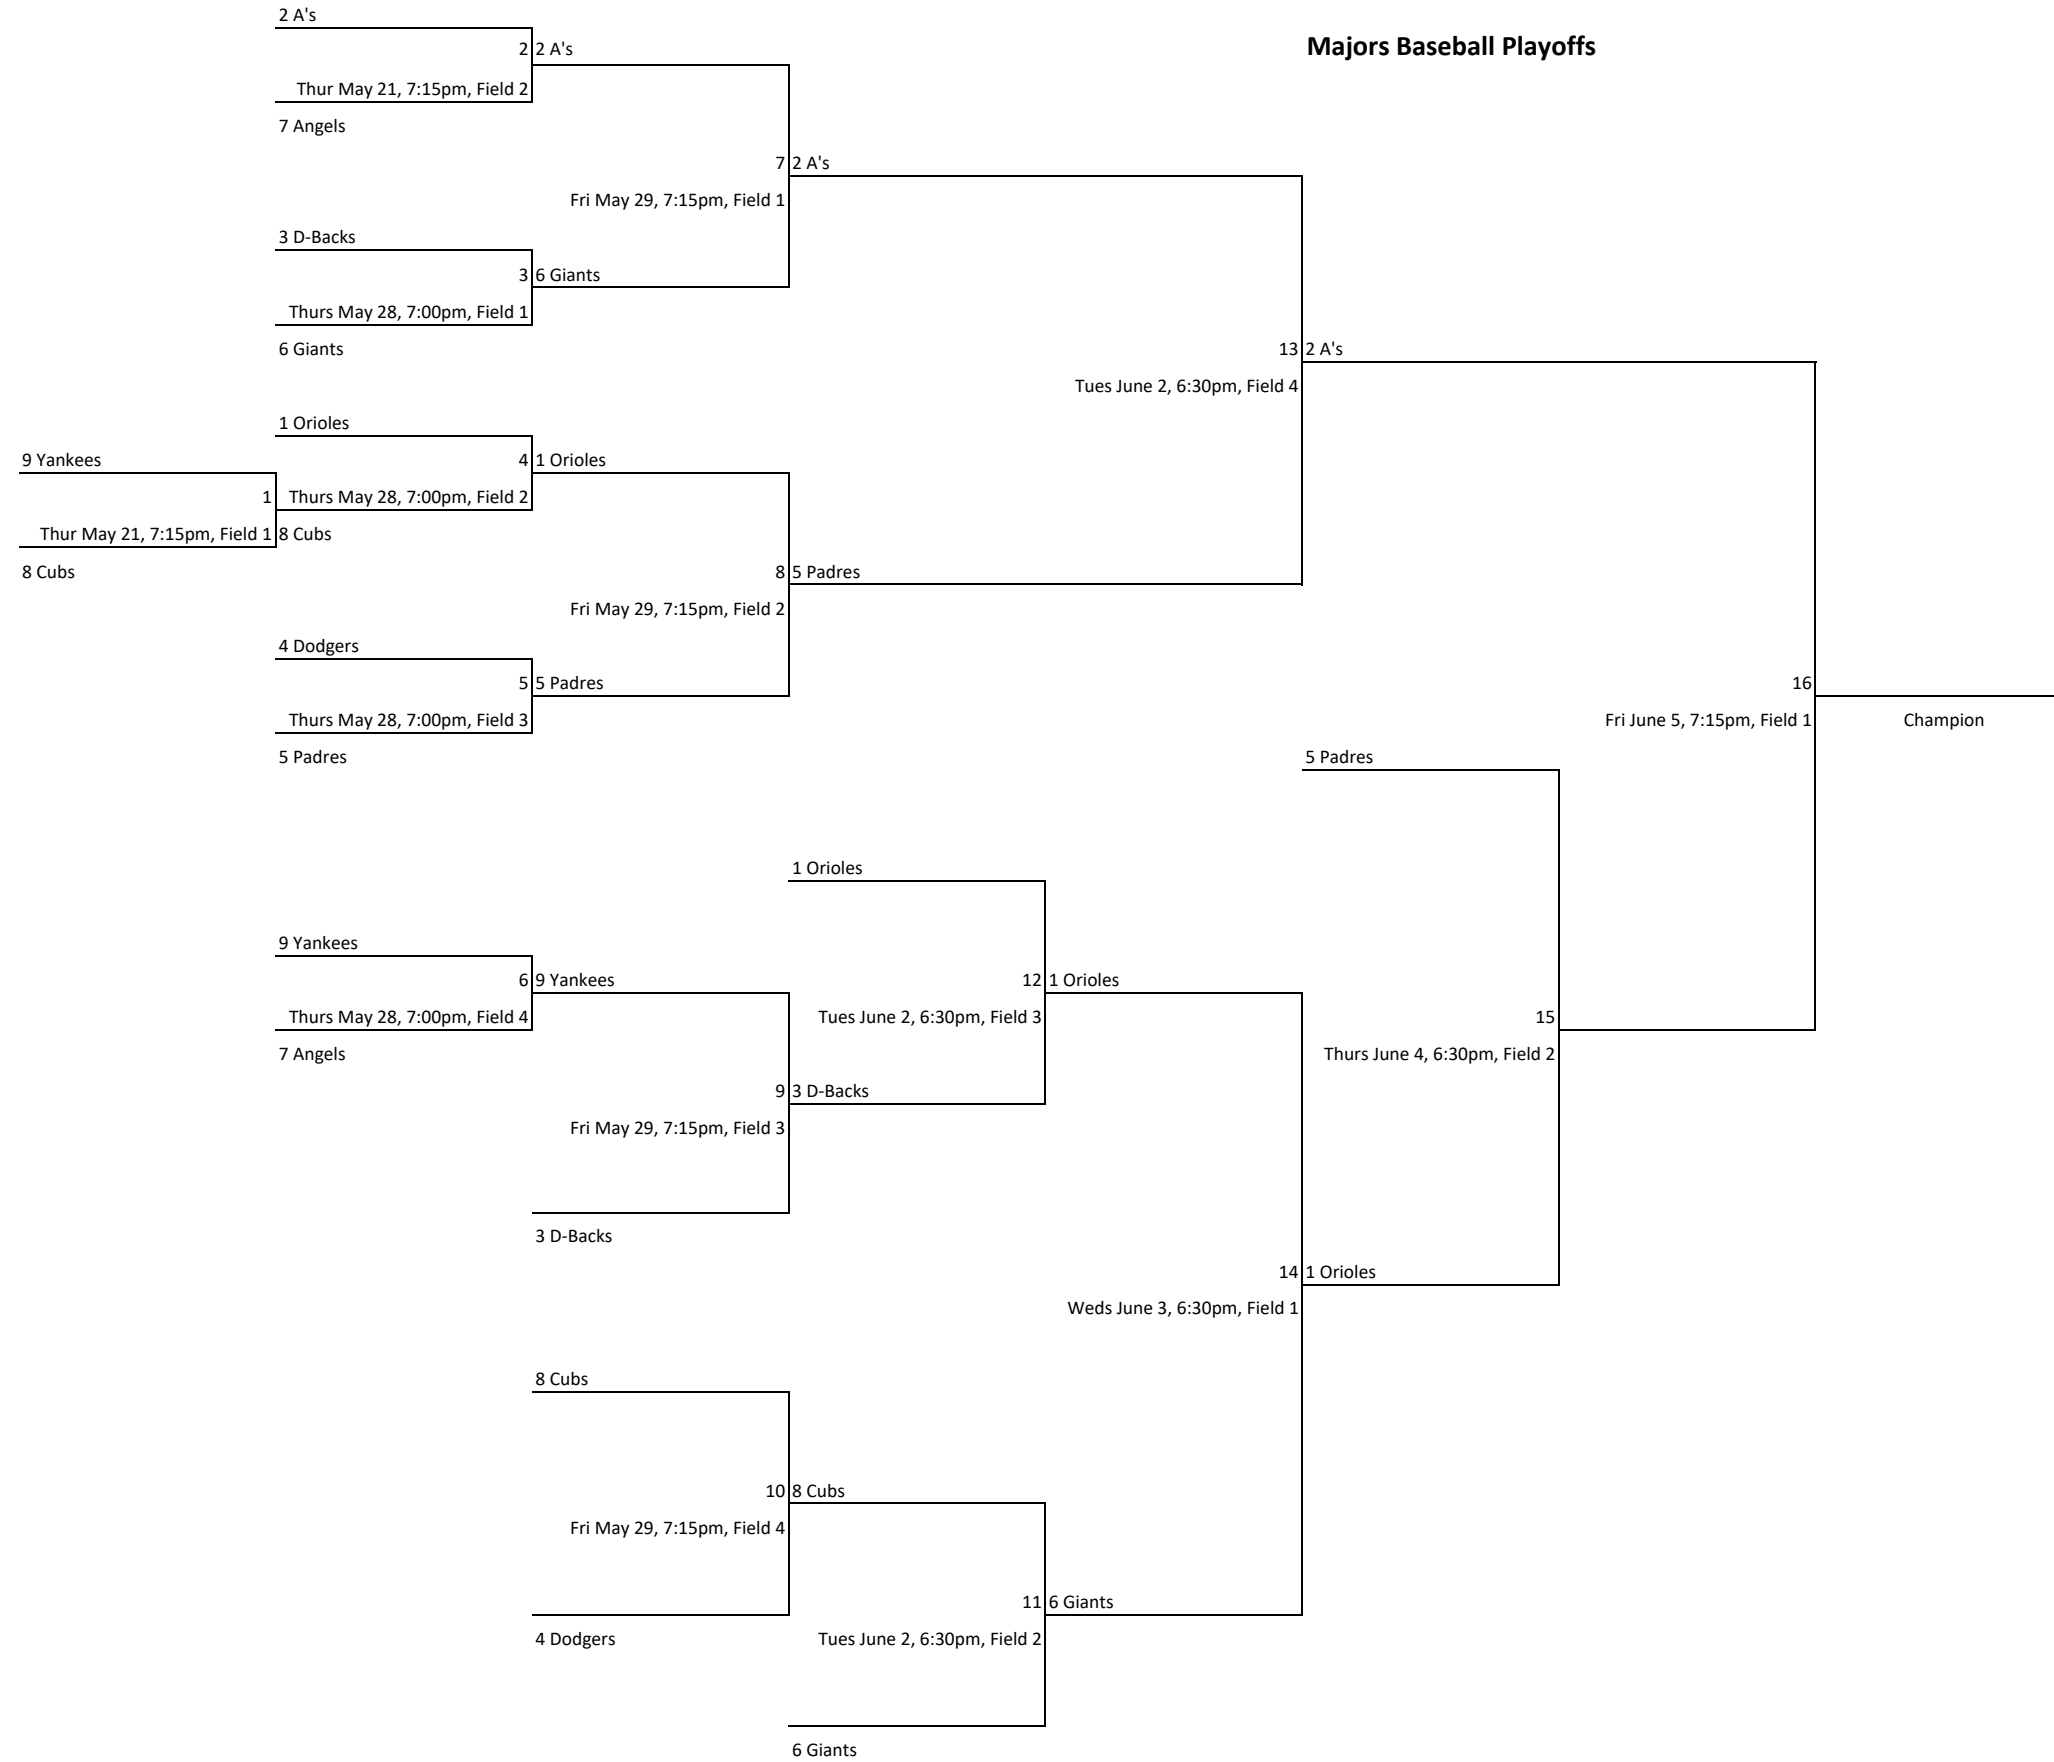 2 A's
Majors Baseball Playoffs
2 2 A's
Thur May 21, 7:15pm, Field 2
7 Angels
7 2 A's
Fri May 29, 7:15pm, Field 1
3 D-Backs
3 6 Giants
Thurs May 28, 7:00pm, Field 1
6 Giants
13 2 A's
Tues June 2, 6:30pm, Field 4
1 Orioles
9 Yankees
4 1 Orioles
1 Thurs May 28, 7:00pm, Field 2
Thur May 21, 7:15pm, Field 1 8 Cubs
8 Cubs
8 5 Padres
Fri May 29, 7:15pm, Field 2
4 Dodgers
5 5 Padres
16
Thurs May 28, 7:00pm, Field 3
Fri June 5, 7:15pm, Field 1
Champion
5 Padres
5 Padres
1 Orioles
9 Yankees
6 9 Yankees
12 1 Orioles
Thurs May 28, 7:00pm, Field 4
Tues June 2, 6:30pm, Field 3
15
7 Angels
Thurs June 4, 6:30pm, Field 2
9 3 D-Backs
Fri May 29, 7:15pm, Field 3
3 D-Backs
14 1 Orioles
Weds June 3, 6:30pm, Field 1
8 Cubs
10 8 Cubs
Fri May 29, 7:15pm, Field 4
11 6 Giants
4 Dodgers
Tues June 2, 6:30pm, Field 2
6 Giants